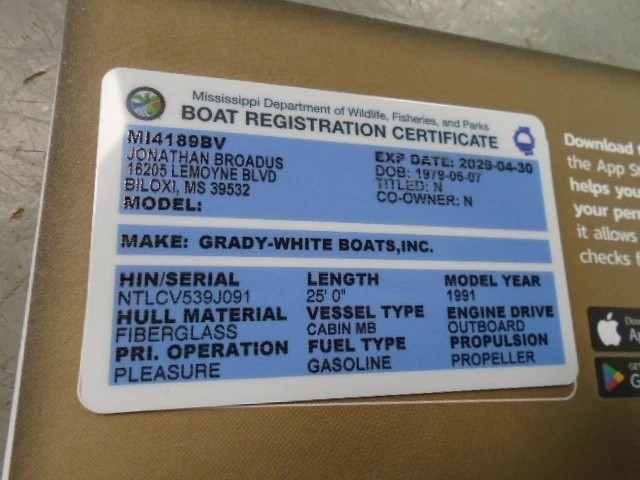 Mississippi Department of Wildlife, Fisheries, and Parks
BOAT REGISTRATION CERTIFICATE
MI4189BV
JONATHAN BROADUS
16205 LEMOYNE BLVD
BILOXI, MS 39532
MODEL:
EXP DATE: 2029-04-30
DOB: 1979-06-07
TITLED: N
CO-OWNER: N
MAKE: GRADY-WHITE BOATS,INC.
HIN/SERIAL LENGTH MODEL YEAR
NTLCV539J091 25' 0" 1991
HULL MATERIAL VESSEL TYPE ENGINE DRIVE
FIBERGLASS CABIN MB OUTBOARD
PRI. OPERATION FUEL TYPE PROPULSION
PLEASURE GASOLINE PROPELLER
Download
the App
helps
your
it allows
checks